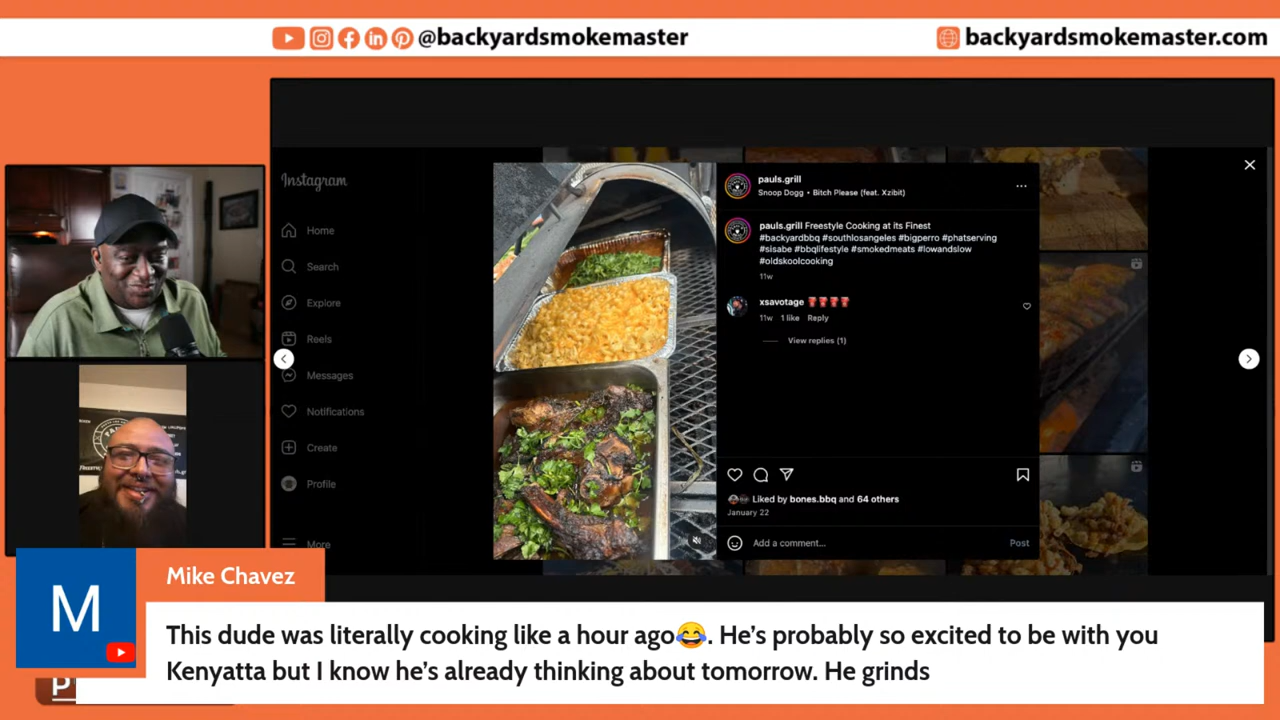 @backyardsmokemaster
backyardsmokemaster.com
Instagram
Home
Search
Explore
Reels
Messages
Notifications
Create
Profile
More
pauls.grill
Snoop Dogg • Bitch Please (feat. Xzibit)
pauls.grill Freestyle Cooking at its Finest
#backyardbbq #southlosangeles #bigperro #phatserving
#sisabe #bbqlifestyle #smokedmeats #lowandslow
#oldskoolcooking
11w
xsavotage
11w 1 like Reply
View replies (1)
Liked by bones.bbq and 64 others
January 22
Add a comment...
Post
M
Mike Chavez
This dude was literally cooking like a hour ago😂. He's probably so excited to be with you
Kenyatta but I know he's already thinking about tomorrow. He grinds